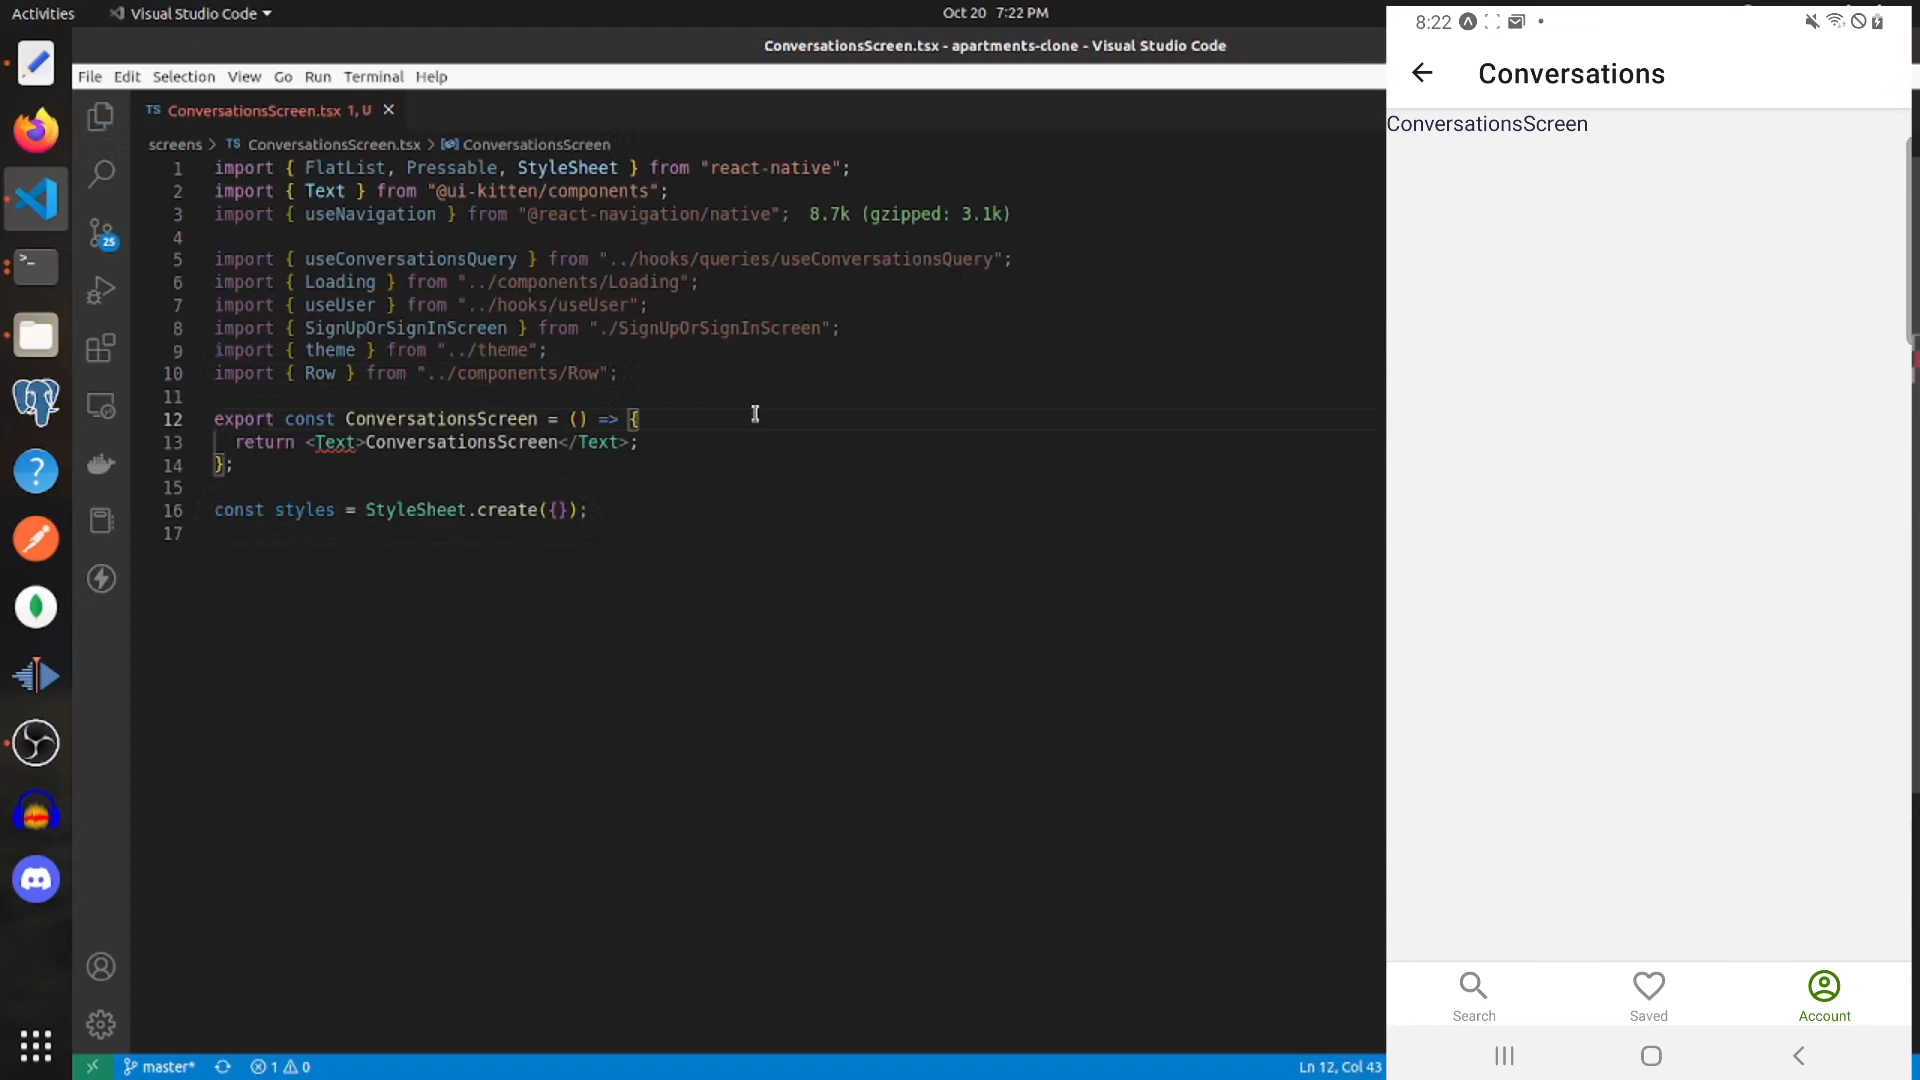 Activities
Visual Studio Code
Oct 20 7:22 PM
ConversationsScreen.tsx - apartments-clone - Visual Studio Code
File Edit Selection View Go Run Terminal Help
TS ConversationsScreen.tsx 1, U
screens > TS ConversationsScreen.tsx > ConversationsScreen
1 import { FlatList, Pressable, StyleSheet } from "react-native";
2 import { Text } from "@ui-kitten/components";
3 import { useNavigation } from "@react-navigation/native"; 8.7k (gzipped: 3.1k)
4
5 import { useConversationsQuery } from "../hooks/queries/useConversationsQuery";
6 import { Loading } from "../components/Loading";
7 import { useUser } from "../hooks/useUser";
8 import { SignUpOrSignInScreen } from "./SignUpOrSignInScreen";
9 import { theme } from "../theme";
10 import { Row } from "../components/Row";
11
12 export const ConversationsScreen = () => {
13 return <Text>ConversationsScreen</Text>;
14 };
15
16 const styles = StyleSheet.create({});
17
25
master*
1
0
Ln 12, Col 43
8:22
Conversations
ConversationsScreen
Search
Saved
Account